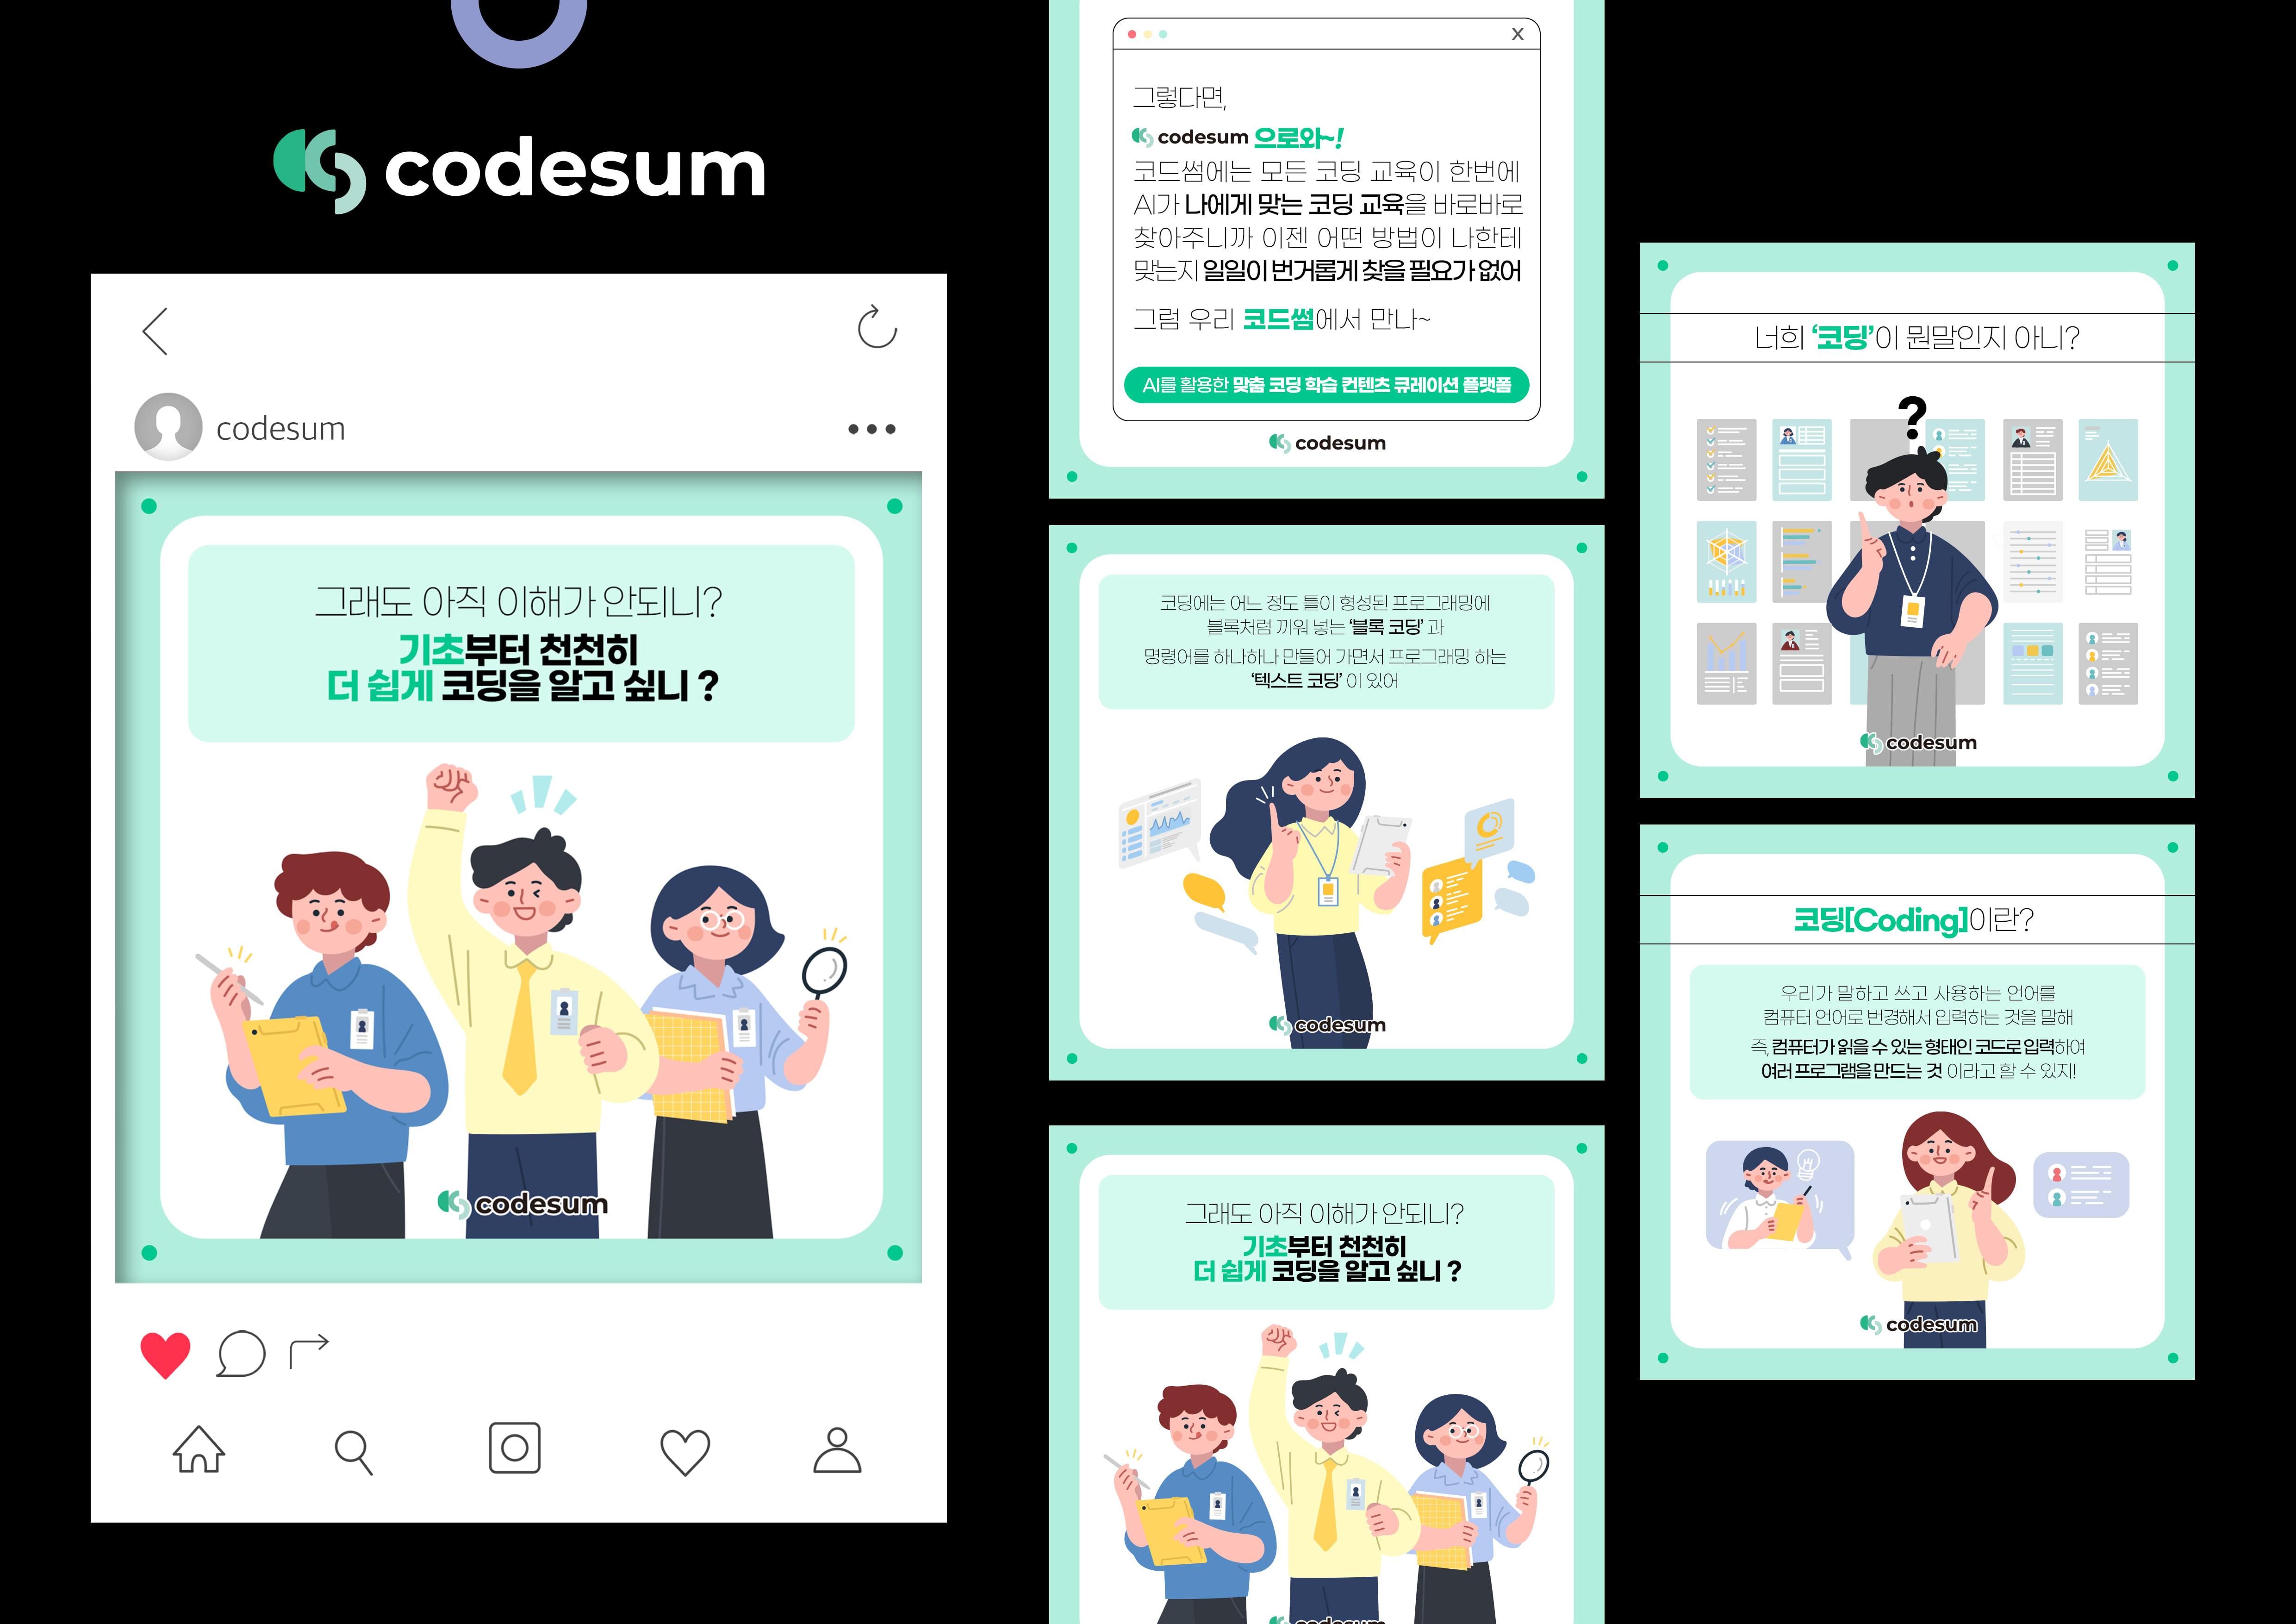 codesum
codesum
그래도 아직 이해가 안되니?
기초부터 천천히
더 쉽게 코딩을 알고 싶니 ?
codesum
X
그렇다면,
codesum 으로와~!
코드썸에는 모든 코딩 교육이 한번에
AI가 나에게 맞는 코딩 교육을 바로바로
찾아주니까 이젠 어떤 방법이 나한테
맞는지 일일이 번거롭게 찾을 필요가 없어
그럼 우리 코드썸에서 만나~
AI를 활용한 맞춤 코딩 학습 컨텐츠 큐레이션 플랫폼
codesum
코딩에는 어느 정도 틀이 형성된 프로그래밍에
블록처럼 끼워 넣는 ‘블록 코딩’ 과
명령어를 하나하나 만들어 가면서 프로그래밍 하는
‘텍스트 코딩’ 이 있어
codesum
그래도 아직 이해가 안되니?
기초부터 천천히
더 쉽게 코딩을 알고 싶니 ?
codesum
너희 ‘코딩’이 뭔말인지 아니?
?
codesum
코딩[Coding]이란?
우리가 말하고 쓰고 사용하는 언어를
컴퓨터 언어로 변경해서 입력하는 것을 말해
즉, 컴퓨터가 읽을 수 있는 형태인 코드로 입력하여
여러 프로그램을 만드는 것 이라고 할 수 있지!
codesum